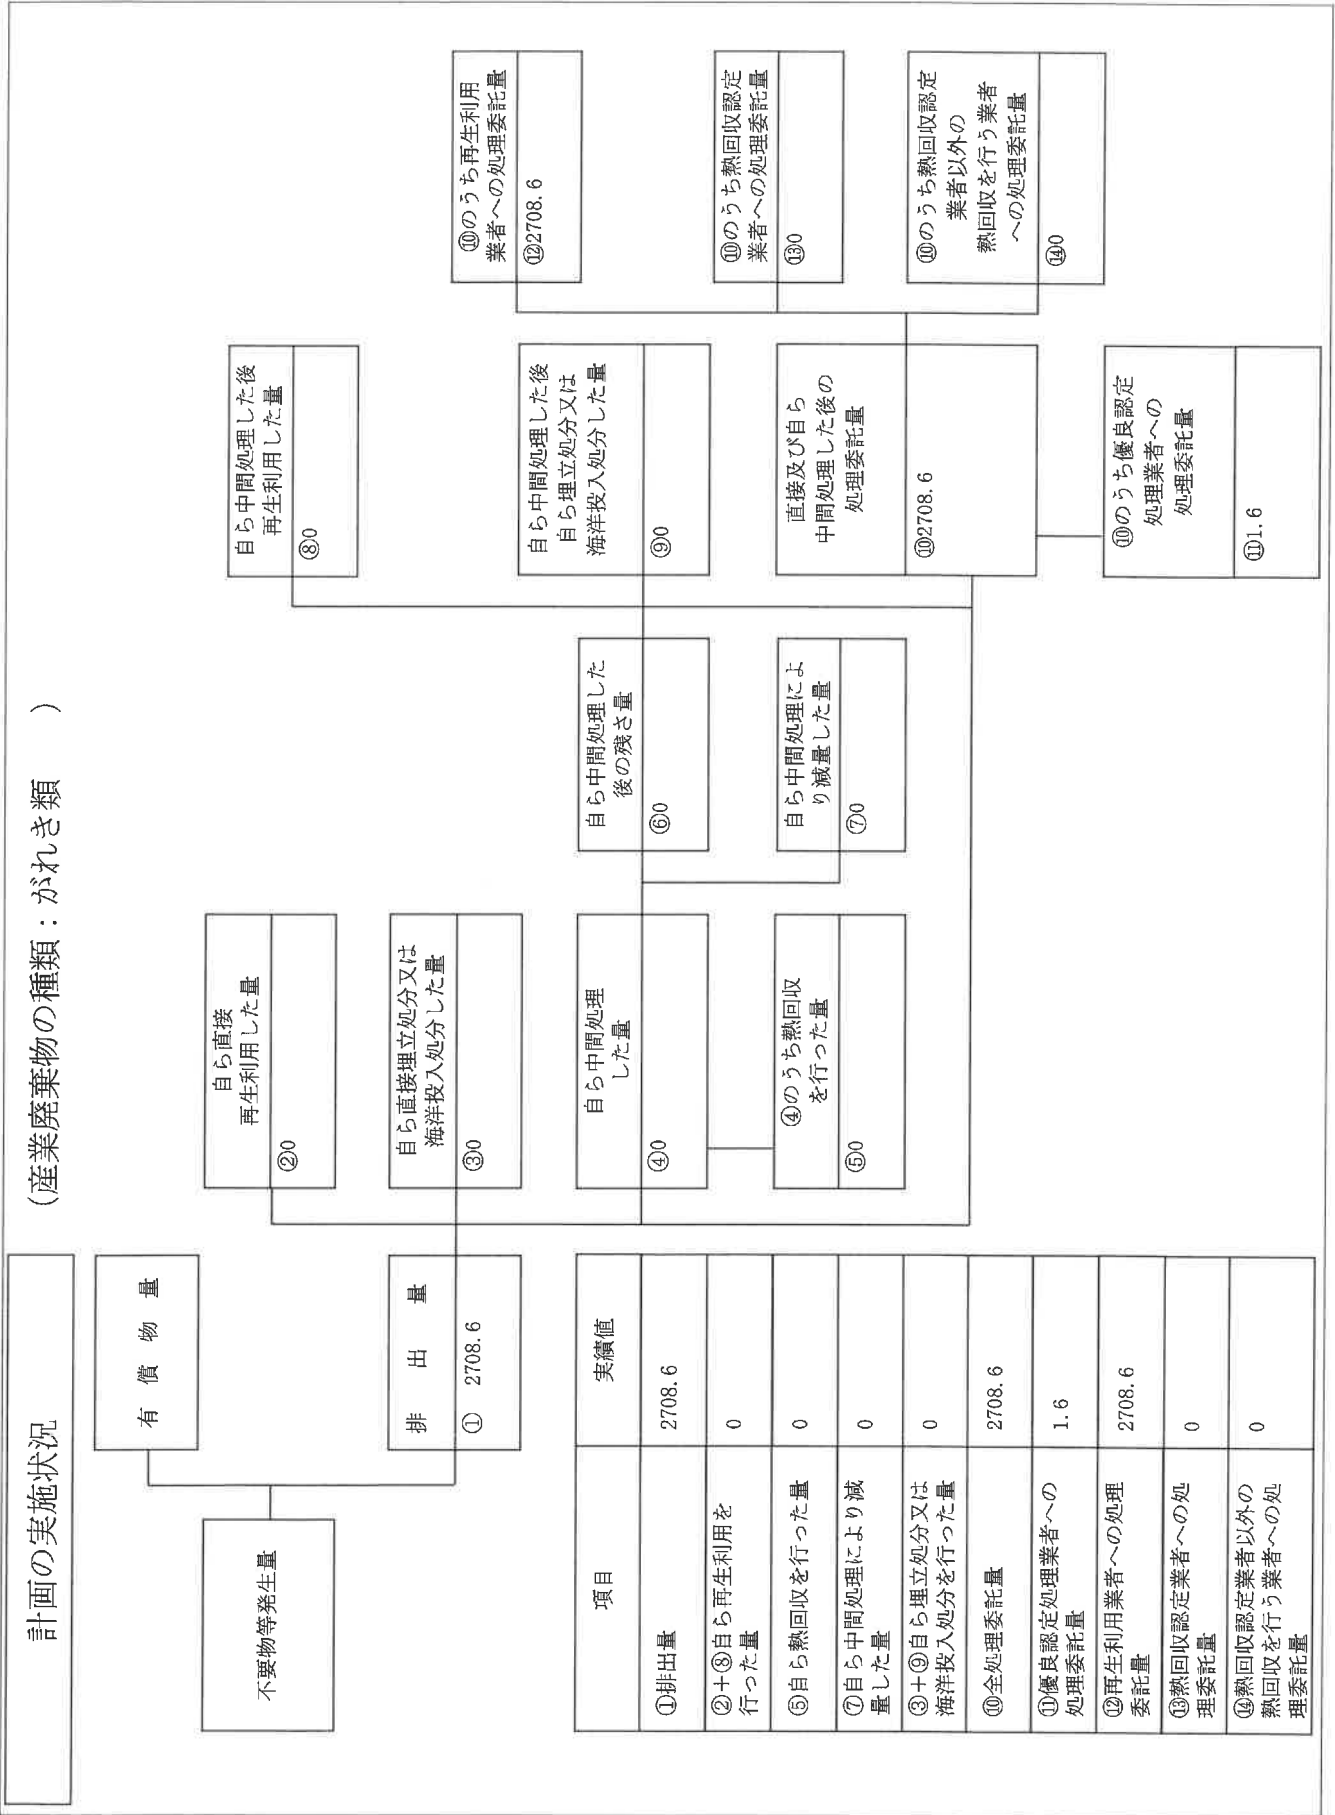 計画の実施状況
(産業廃棄物の種類：がれき類　　)
不要物等発生量
有 償 物 量
排 出 量
① 2708.6
自ら直接
再生利用した量
②0
自ら直接埋立処分又は
海洋投入処分した量
③0
自ら中間処理
した量
④0
④のうち熱回収
を行った量
⑤0
自ら中間処理した
後の残さ量
⑥0
自ら中間処理によ
り減量した量
⑦0
自ら中間処理した後
再生利用した量
⑧0
自ら中間処理した後
自ら埋立処分又は
海洋投入処分した量
⑨0
直接及び自ら
中間処理した後の
処理委託量
⑩2708.6
⑩のうち優良認定
処理業者への
処理委託量
⑪1.6
⑩のうち再生利用
業者への処理委託量
⑫2708.6
⑩のうち熱回収認定
業者への処理委託量
⑬0
⑩のうち熱回収認定
業者以外の
熱回収を行う業者
への処理委託量
⑭0
項目 実績値
①排出量 2708.6
②+⑧自ら再生利用を
行った量 0
⑤自ら熱回収を行った量 0
⑦自ら中間処理により減
量した量 0
③+⑨自ら埋立処分又は
海洋投入処分を行った量 0
⑩全処理委託量 2708.6
⑪優良認定処理業者への
処理委託量 1.6
⑫再生利用業者への処理
委託量 2708.6
⑬熱回収認定業者への処
理委託量 0
⑭熱回収認定業者以外の
熱回収を行う業者への処
理委託量 0